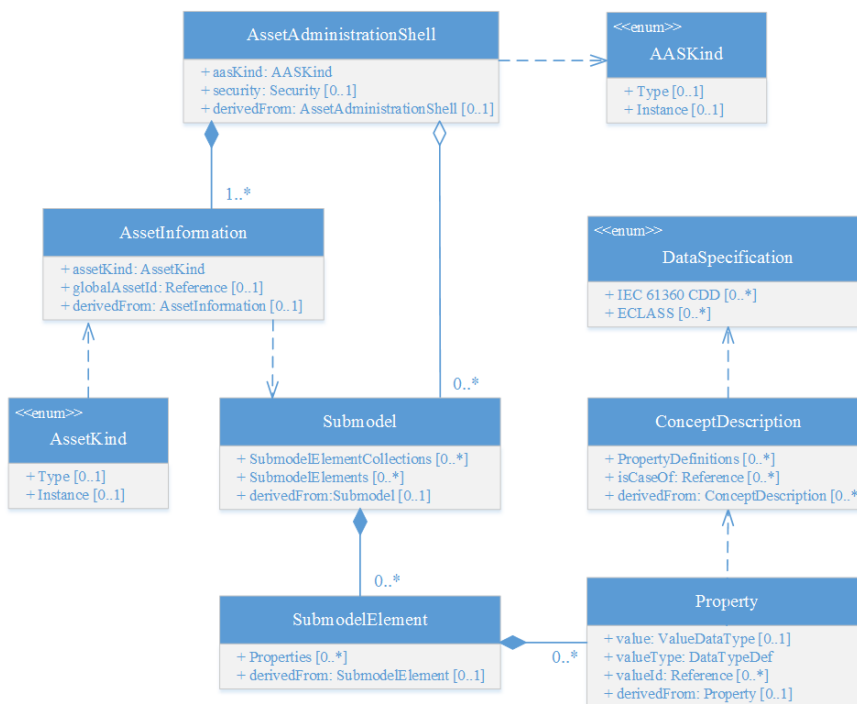 AssetAdministrationShell
+ aasKind: AASKind
+ security: Security [0..1]
+ derivedFrom: AssetAdministrationShell [0..1]
<<enum>>
AASKind
+ Type [0..1]
+ Instance [0..1]
1..*
AssetInformation
+ assetKind: AssetKind
+ globalAssetId: Reference [0..1]
+ derivedFrom: AssetInformation [0..1]
<<enum>>
DataSpecification
+ IEC 61360 CDD [0..*]
+ ECLASS [0..*]
0..*
<<enum>>
AssetKind
+ Type [0..1]
+ Instance [0..1]
Submodel
+ SubmodelElementCollections [0..*]
+ SubmodelElements [0..*]
+ derivedFrom:Submodel [0..1]
ConceptDescription
+ PropertyDefinitions [0..*]
+ isCaseOf: Reference [0..*]
+ derivedFrom: ConceptDescription [0..*
0..*
SubmodelElement
+ Properties [0..*]
+ derivedFrom: SubmodelElement [0..1]
0..*
Property
+ value: ValueDataType [0..1]
+ valueType: DataTypeDef
+ valueId: Reference [0..*]
+ derivedFrom: Property [0..1]